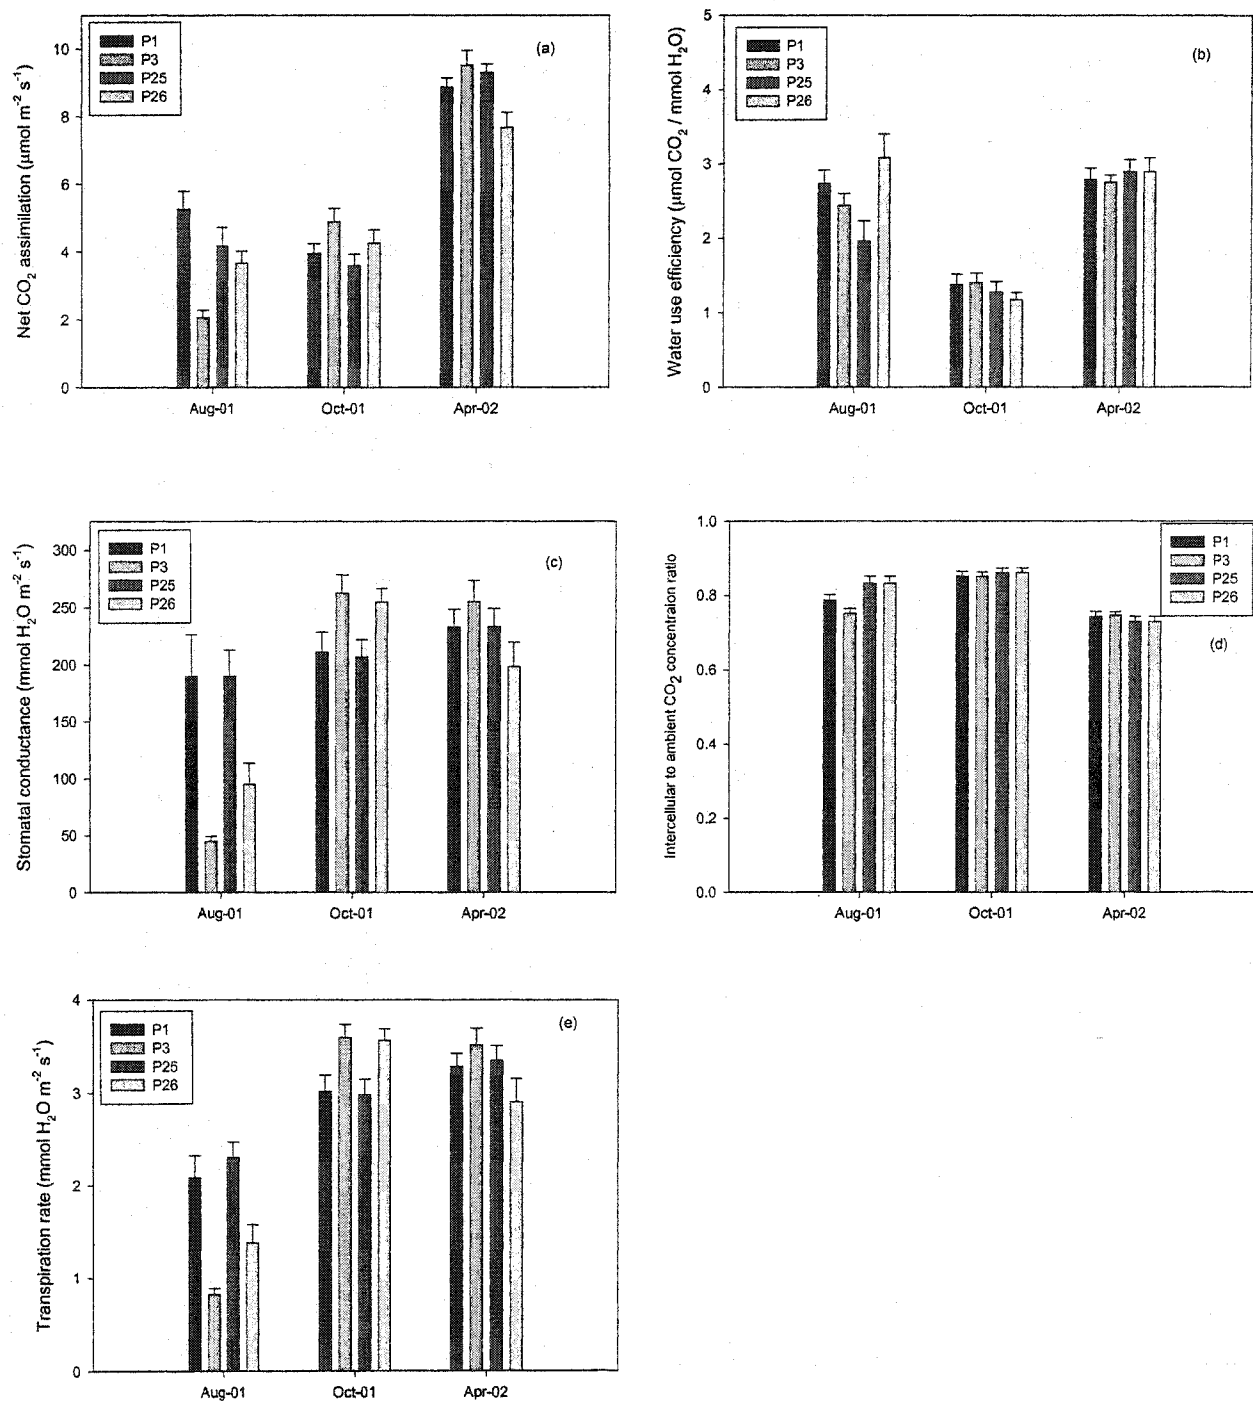 Net CO2 assimilation (μmol m-2 s-1)
10
8
6
4
2
0
P1
P3
P25
P26
(a)
Aug-01
Oct-01
Apr-02
Water use efficiency (μmol CO2 / mmol H2O)
5
4
3
2
1
0
P1
P3
P25
P26
(b)
Aug-01
Oct-01
Apr-02
Stomatal conductance (mmol H2O m-2 s-1)
300
250
200
150
100
50
0
P1
P3
P25
P26
(c)
Aug-01
Oct-01
Apr-02
Intercellular to ambient CO2 concentraion ratio
1.0
0.8
0.6
0.4
0.2
0.0
P1
P3
P25
P26
(d)
Aug-01
Oct-01
Apr-02
Transpiration rate (mmol H2O m-2 s-1)
4
3
2
1
0
P1
P3
P25
P26
(e)
Aug-01
Oct-01
Apr-02